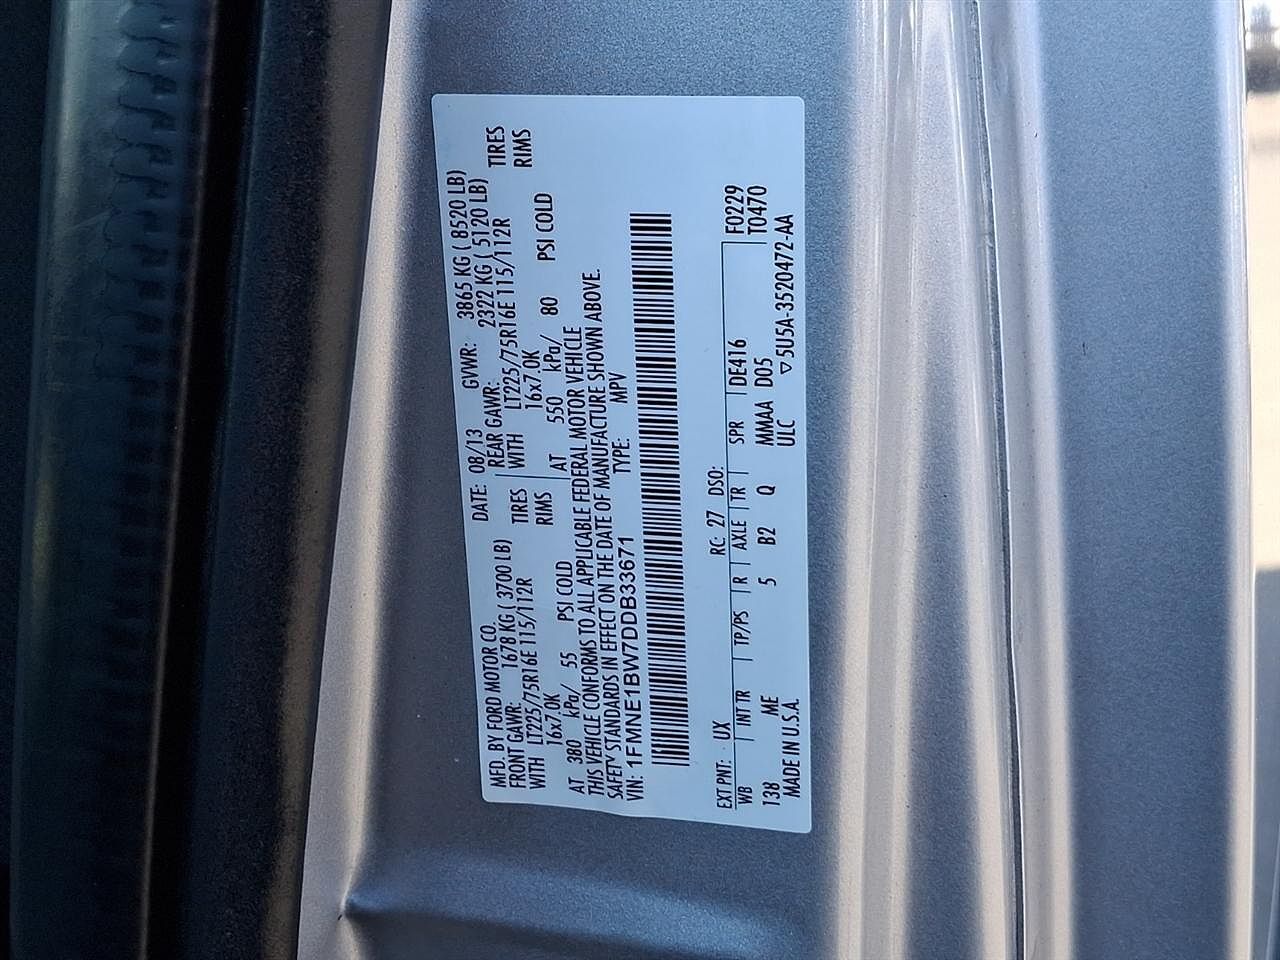 MFD. BY FORD MOTOR CO. DATE: 08/13 GVWR: 3865 KG ( 8520 LB)
FRONT GAWR: 1678 KG ( 3700 LB) REAR GAWR: 2322 KG ( 5120 LB)
WITH LT225/75R16E 115/112R TIRES WITH LT225/75R16E 115/112R TIRES
16x7.0K RIMS 16x7.0K RIMS
AT 380 kPa/ 55 PSI COLD AT 550 kPa/ 80 PSI COLD
THIS VEHICLE CONFORMS TO ALL APPLICABLE FEDERAL MOTOR VEHICLE
SAFETY STANDARDS IN EFFECT ON THE DATE OF MANUFACTURE SHOWN ABOVE.
VIN: 1FMNE1BW7DDB33671 TYPE: MPV
EXT PNT: UX RC: 27 DSO: F0229
WB INT TR TP/PS R AXLE TR SPR DE416 T0470
138 ME 5 B2 Q MMAA D05
MADE IN U.S.A. ULC ▽5U5A-3520472-AA